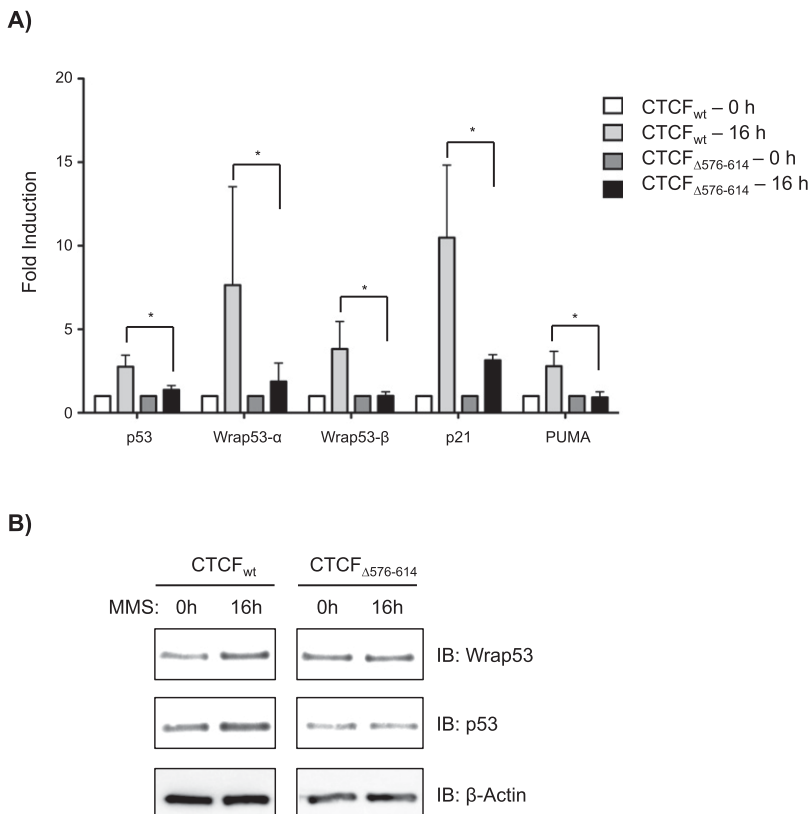 A)
20
15
10
5
0
Fold Induction
*
*
*
*
*
p53
Wrap53-α
Wrap53-β
p21
PUMA
CTCFwt – 0 h
CTCFwt – 16 h
CTCFΔ576-614 – 0 h
CTCFΔ576-614 – 16 h
B)
CTCFwt
CTCFΔ576-614
MMS: 0h 16h 0h 16h
IB: Wrap53
IB: p53
IB: β-Actin